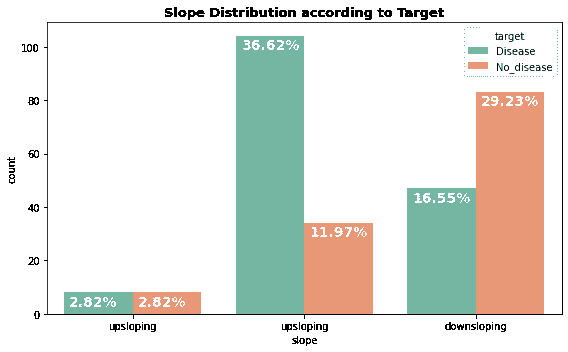 Slope Distribution according to Target
target
Disease
No_disease
100
80
60
40
20
0
count
2.82%
2.82%
36.62%
11.97%
16.55%
29.23%
upsloping
upsloping
downsloping
slope